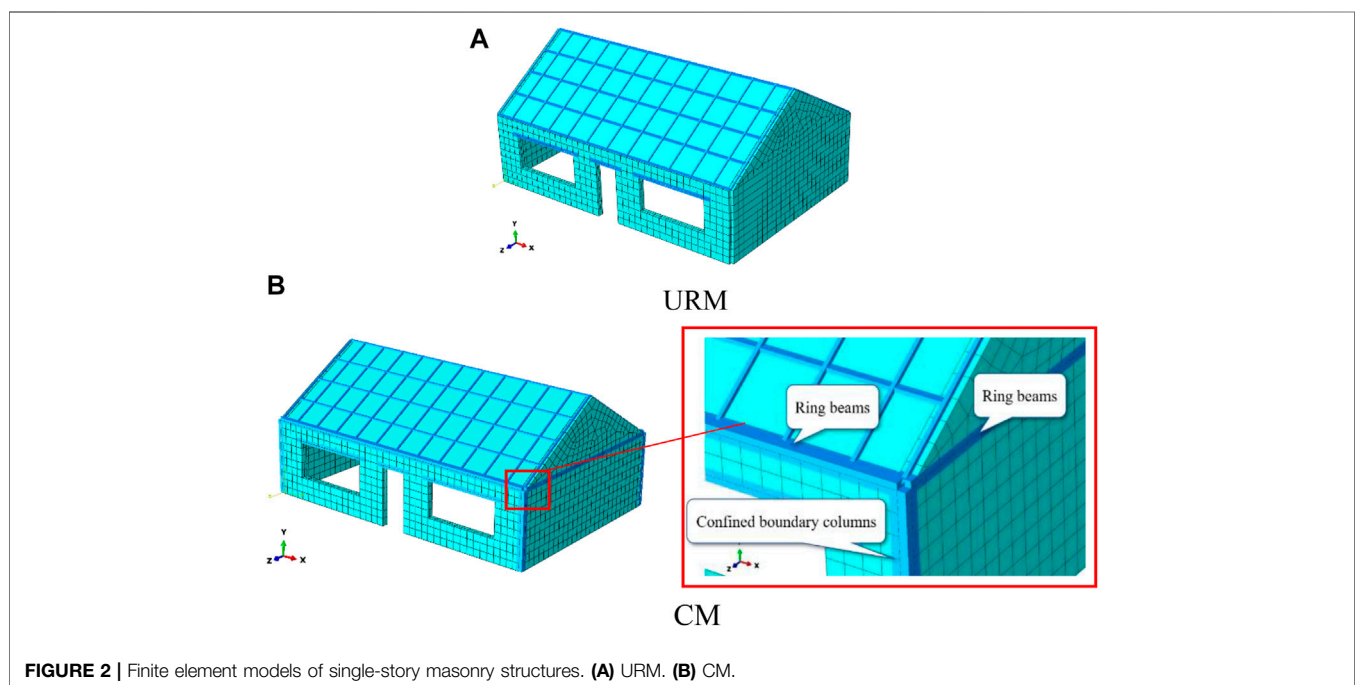 A
Y
Z
X
URM
B
Ring beams
Ring beams
Confined boundary columns
Y
Z
X
Z
X
CM
FIGURE 2 | Finite element models of single-story masonry structures. (A) URM. (B) CM.